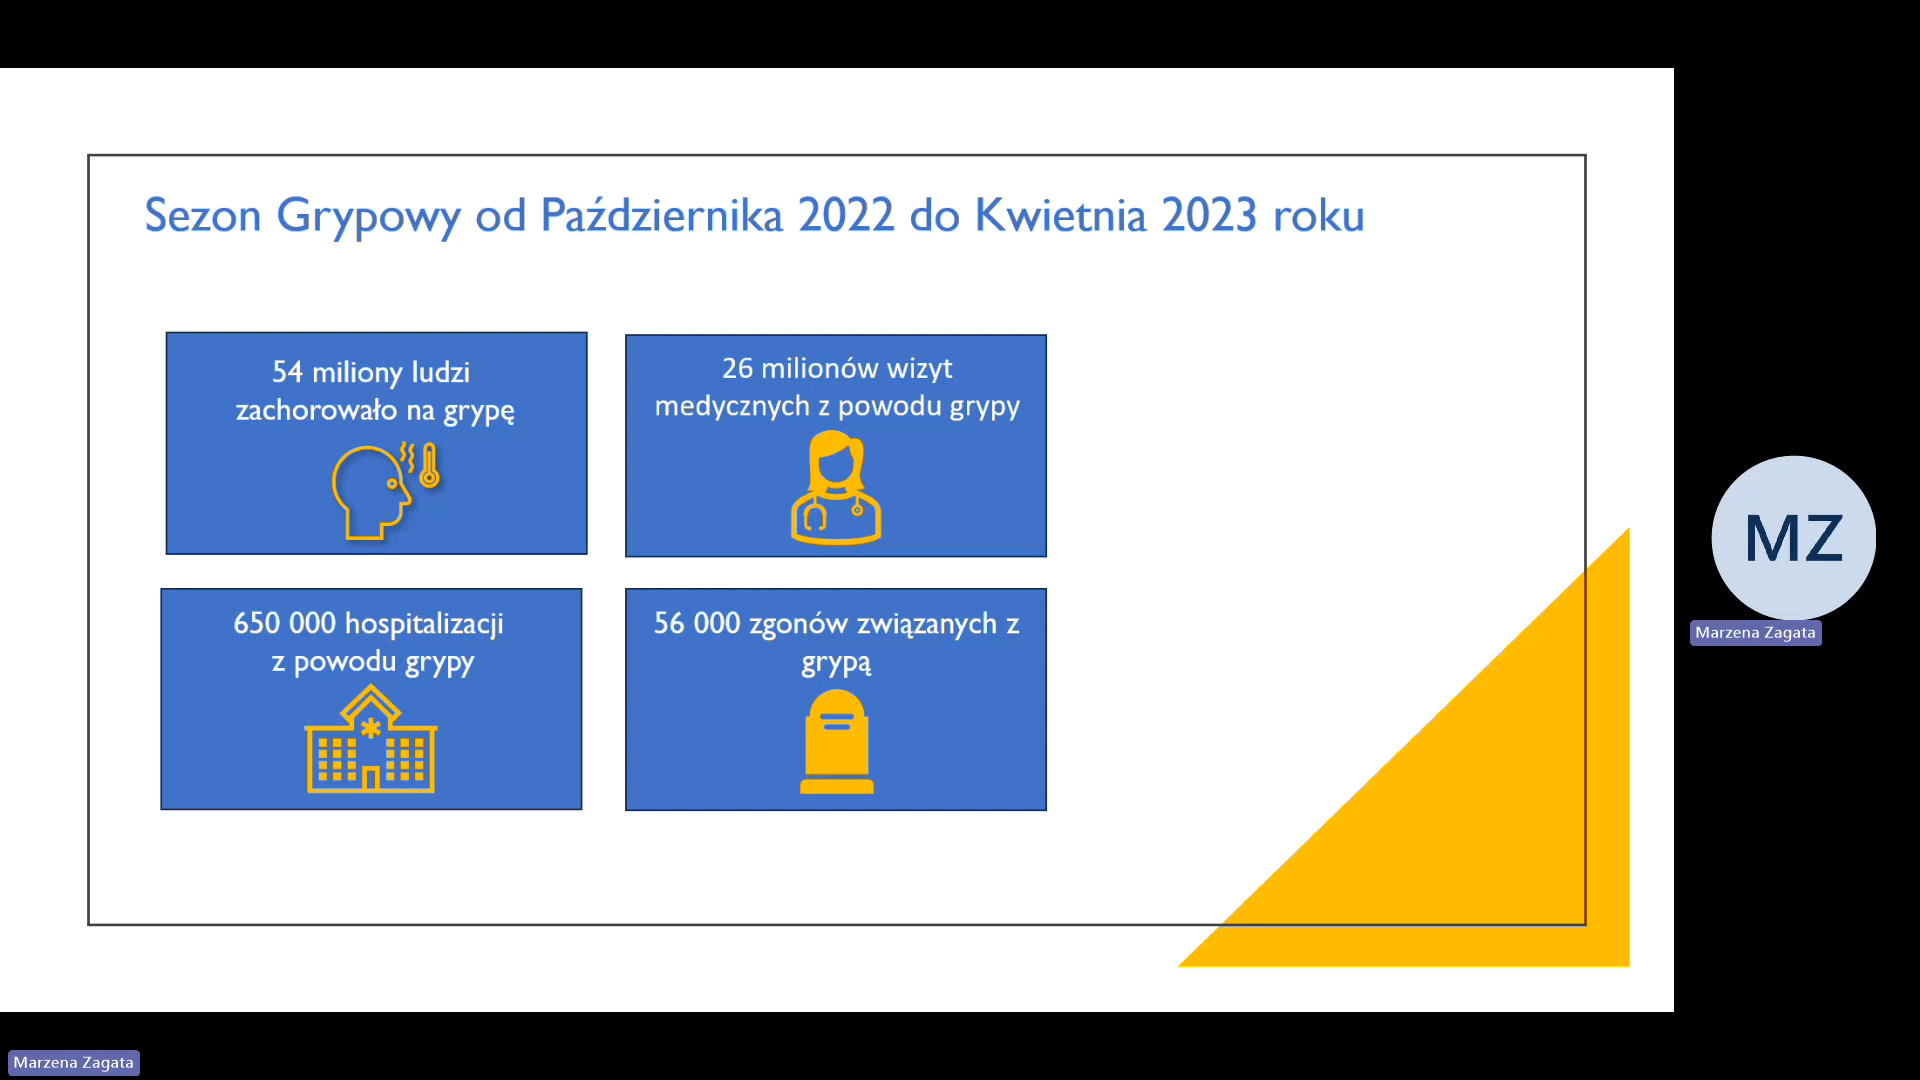 Sezon Grypowy od Października 2022 do Kwietnia 2023 roku
54 miliony ludzi
zachorowało na grypę
26 milionów wizyt
medycznych z powodu grypy
650 000 hospitalizacji
z powodu grypy
56 000 zgonów związanych z
grypą
MZ
Marzena Zagata
Marzena Zagata